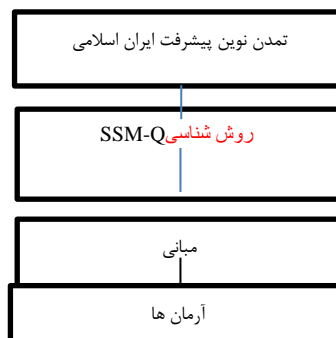 تمدن نوین پیشرفت ایران اسلامی
روش شناسیSSM-Q
مبانی
آرمان ها